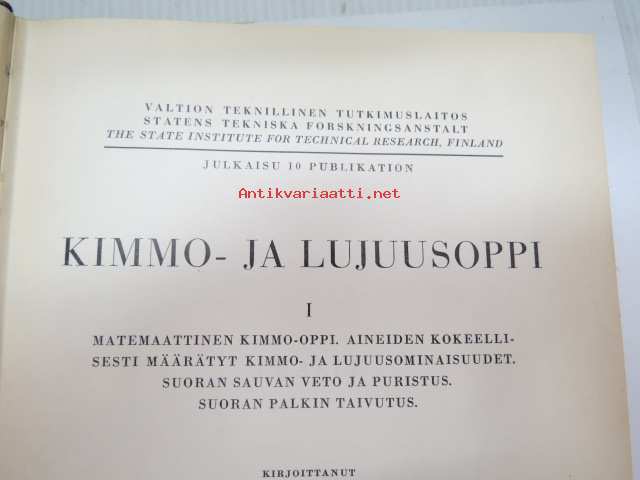 VALTION TEKNILLINEN TUTKIMUSLAITOS
STATENS TEKNISKA FORSKNINGSANSTALT
THE STATE INSTITUTE FOR TECHNICAL RESEARCH, FINLAND
JULKAISU 10 PUBLIKATION
Antikvariaatti.net
KIMMO- JA LUJUUSOPPI
I
MATEMAATTINEN KIMMO-OPPI. AINEIDEN KOKEELLI-
SESTI MÄÄRÄTYT KIMMO- JA LUJUUSOMINAISUUDET.
SUORAN SAUVAN VETO JA PURISTUS.
SUORAN PALKIN TAIVUTUS.
KIRJOITTANUT